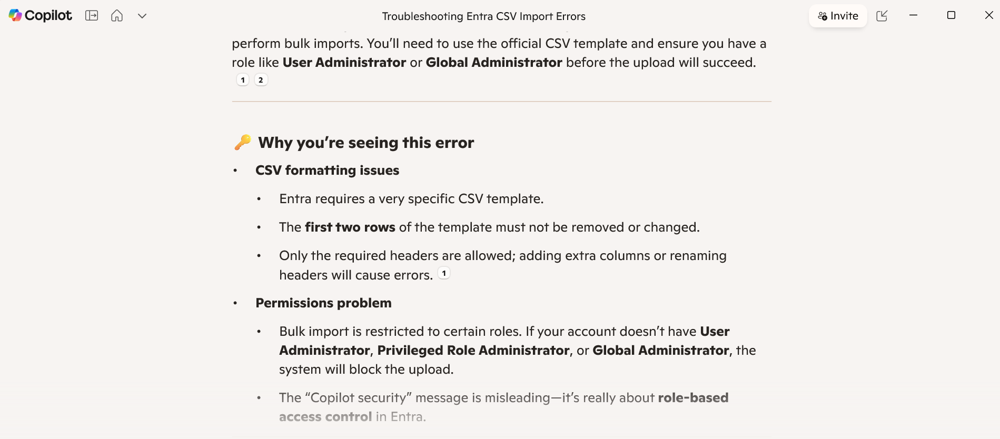 Copilot
Troubleshooting Entra CSV Import Errors
Invite
perform bulk imports. You’ll need to use the official CSV template and ensure you have a
role like User Administrator or Global Administrator before the upload will succeed.
1 2
🔑 Why you’re seeing this error
• CSV formatting issues
• Entra requires a very specific CSV template.
• The first two rows of the template must not be removed or changed.
• Only the required headers are allowed; adding extra columns or renaming
headers will cause errors. 1
• Permissions problem
• Bulk import is restricted to certain roles. If your account doesn’t have User
Administrator, Privileged Role Administrator, or Global Administrator, the
system will block the upload.
• The “Copilot security” message is misleading—it’s really about role-based
access control in Entra.